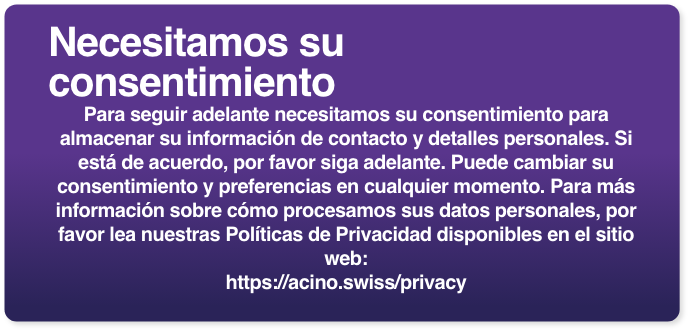 Necesitamos su
consentimiento
Para seguir adelante necesitamos su consentimiento para
almacenar su información de contacto y detalles personales. Si
está de acuerdo, por favor siga adelante. Puede cambiar su
consentimiento y preferencias en cualquier momento. Para más
información sobre cómo procesamos sus datos personales, por
favor lea nuestras Políticas de Privacidad disponibles en el sitio
web:
https://acino.swiss/privacy